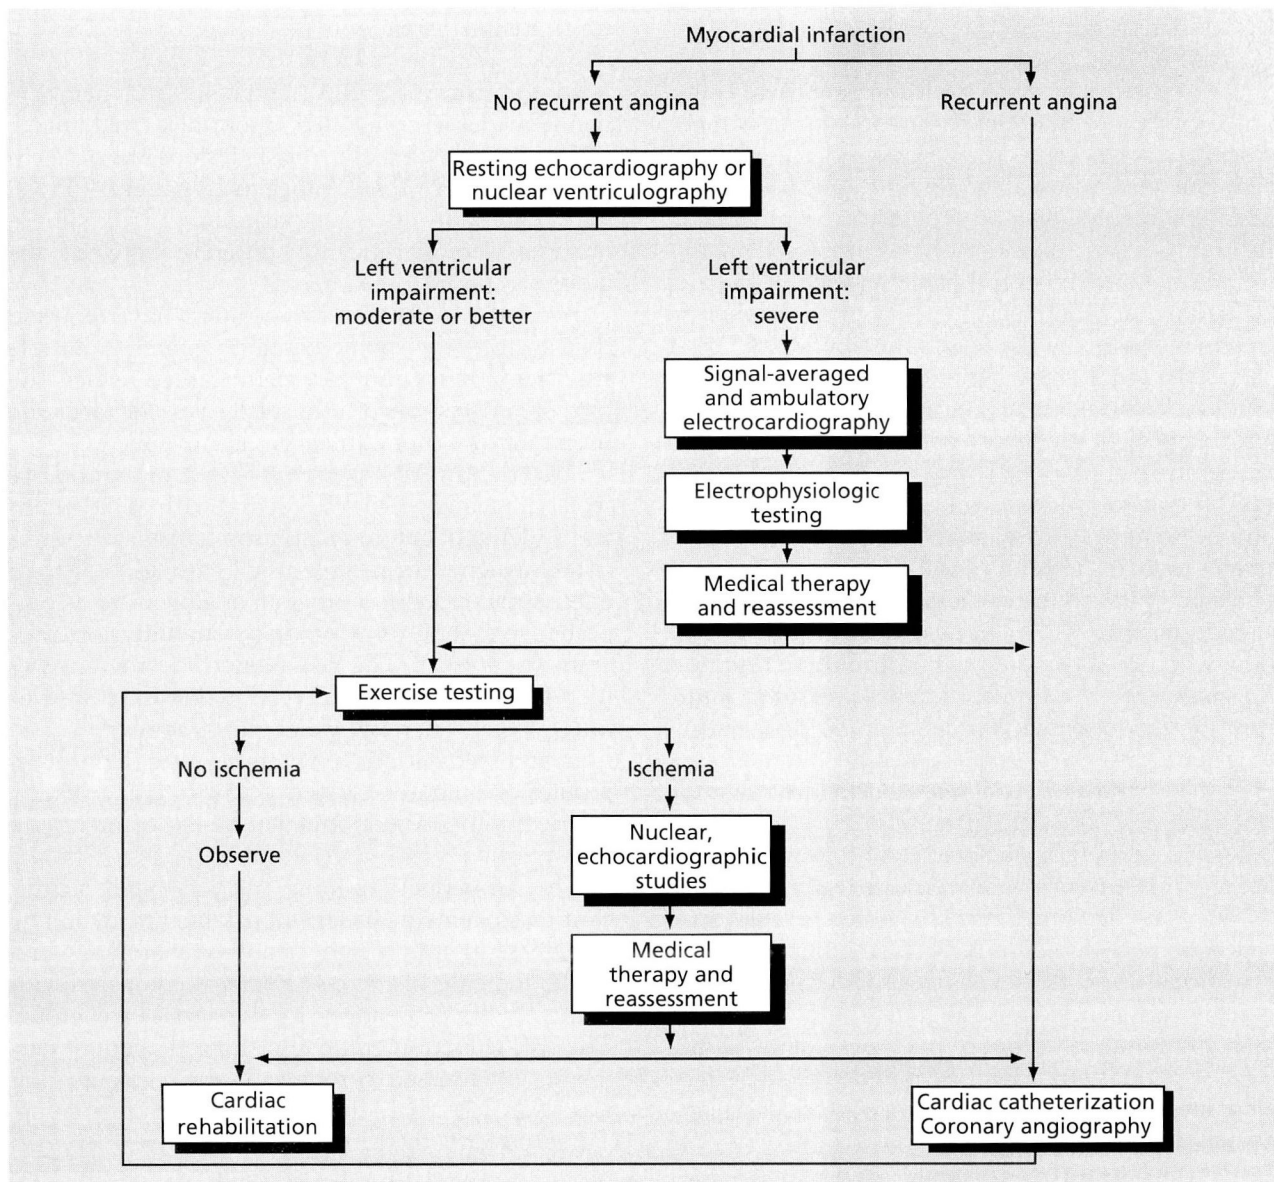 Myocardial infarction
No recurrent angina
Recurrent angina
Resting echocardiography or
nuclear ventriculography
Left ventricular
impairment:
moderate or better
Left ventricular
impairment:
severe
Signal-averaged
and ambulatory
electrocardiography
Electrophysiologic
testing
Medical therapy
and reassessment
Exercise testing
No ischemia
Ischemia
Observe
Nuclear,
echocardiographic
studies
Medical
therapy and
reassessment
Cardiac
rehabilitation
Cardiac catheterization
Coronary angiography